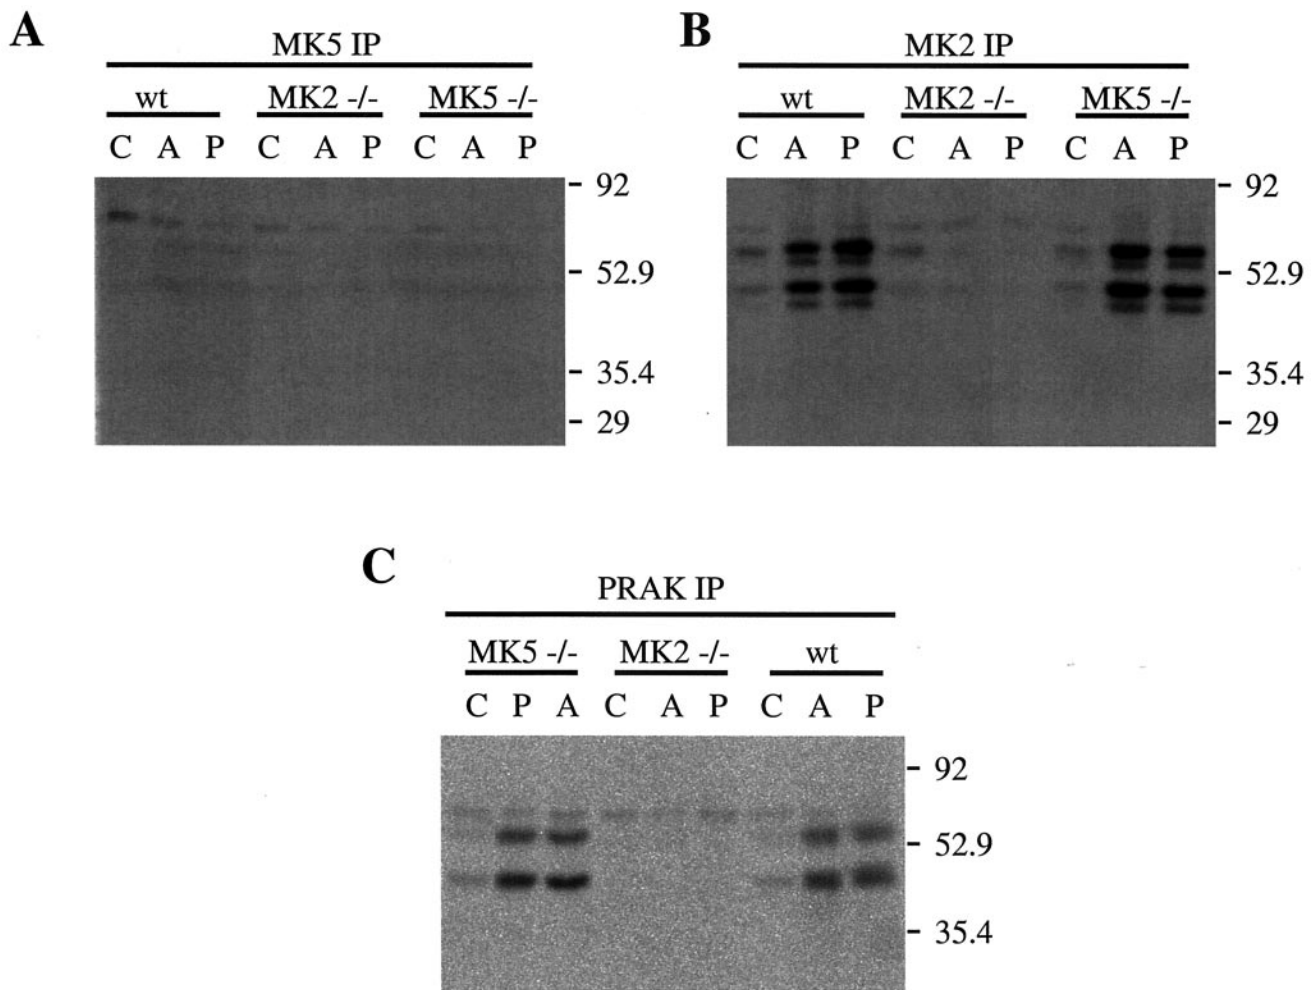 A
MK5 IP
wt MK2 -/- MK5 -/-
C A P C A P C A P
- 92
- 52.9
- 35.4
- 29
B
MK2 IP
wt MK2 -/- MK5 -/-
C A P C A P C A P
- 92
- 52.9
- 35.4
- 29
C
PRAK IP
MK5 -/- MK2 -/- wt
C P A C A P C A P
- 92
- 52.9
- 35.4